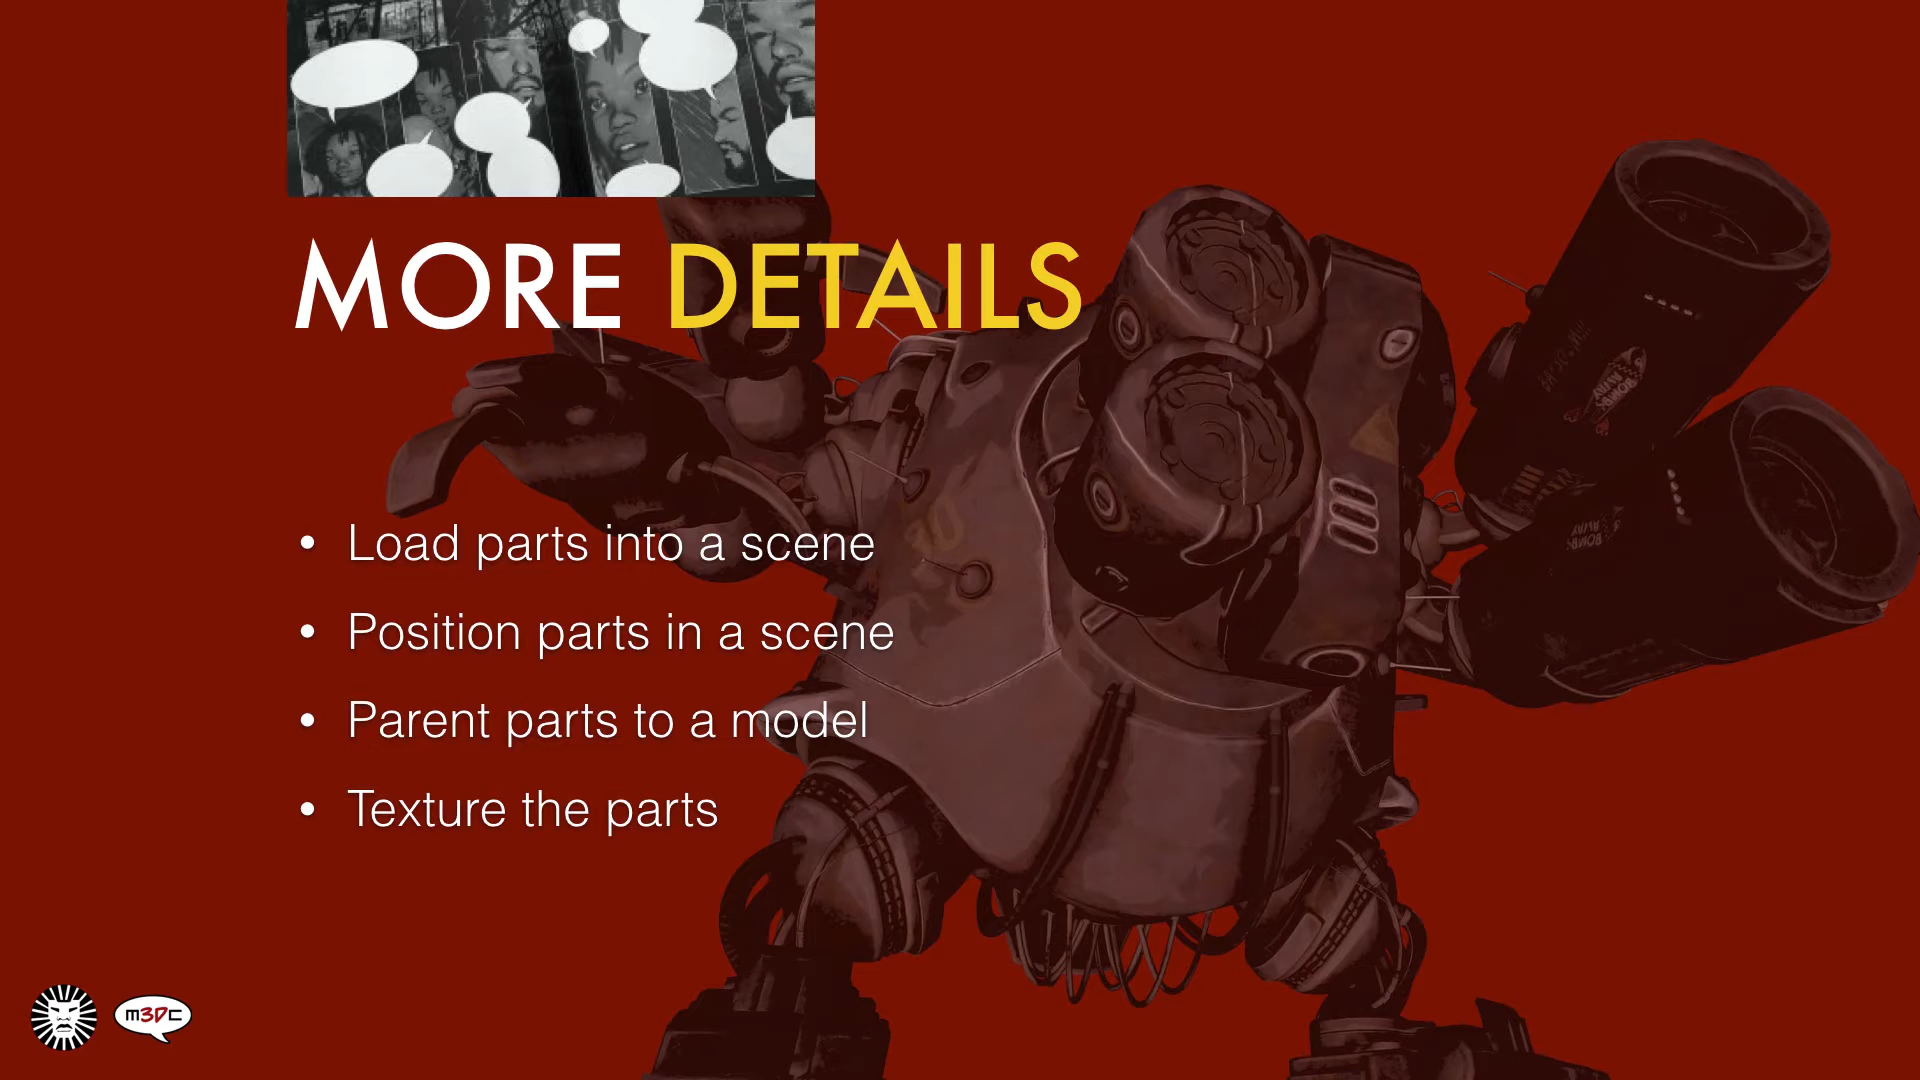 MORE DETAILS
• Load parts into a scene
• Position parts in a scene
• Parent parts to a model
• Texture the parts
m3DC